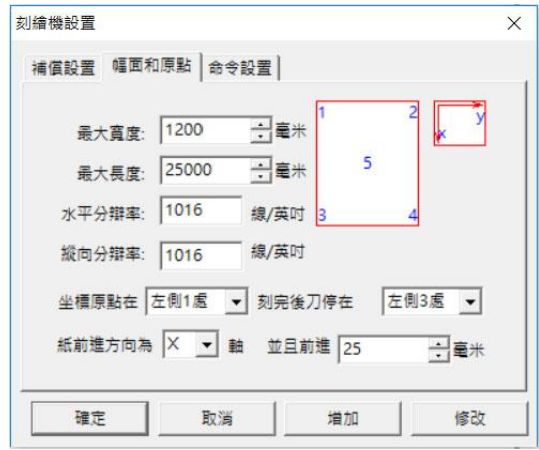 刻繪機設置
補償設置 幅面和原點 命令設置
最大寬度: 1200 毫米
最大長度: 25000 毫米
水平分辯率: 1016 線/英吋
縱向分辯率: 1016 線/英吋
1 2
5
3 4
y
x
坐標原點在 左側1處 刻完後刀停在 左側3處
紙前進方向為 X 軸 並且前進 25 毫米
確定 取消 增加 修改